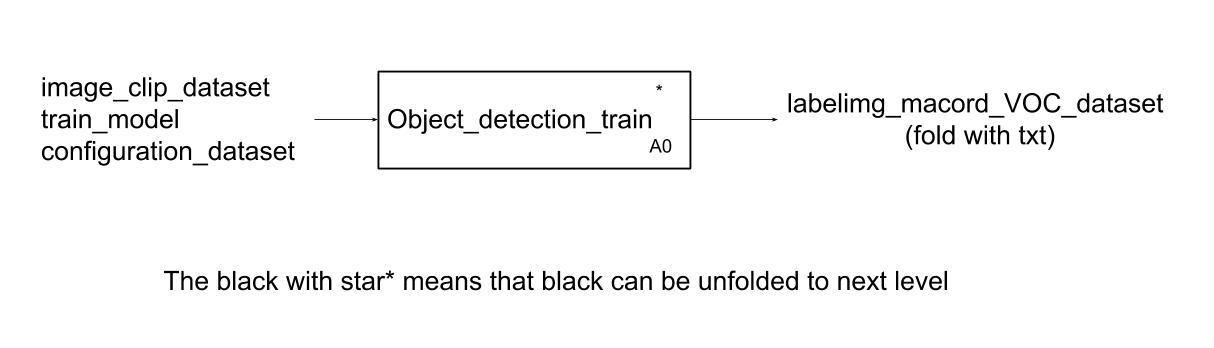 image_clip_dataset
train_model
configuration_dataset
*
Object_detection_train
A0
labelimg_macord_VOC_dataset
(fold with txt)
The black with star* means that black can be unfolded to next level